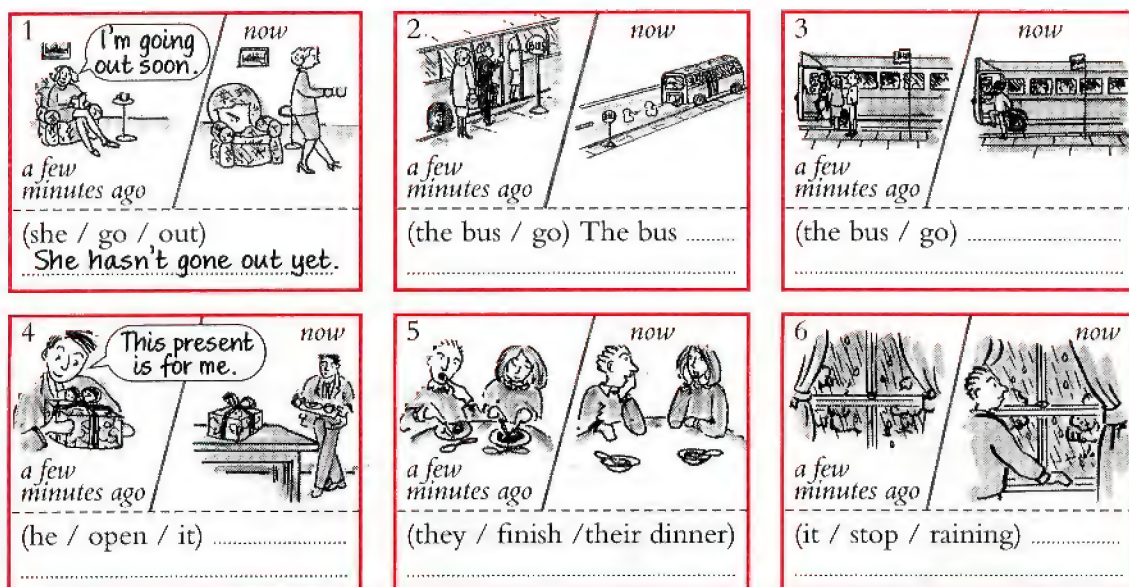 1
I'm going
out soon.
now
a few
minutes ago
(she / go / out)
She hasn't gone out yet.
2
now
BUS
a few
minutes ago
(the bus / go) The bus ..........
3
now
a few
minutes ago
(the bus / go) ..........
4
This present
is for me.
now
a few
minutes ago
(he / open / it) ..........
5
now
a few
minutes ago
(they / finish /their dinner)
6
now
a few
minutes ago
(it / stop / raining) ..........